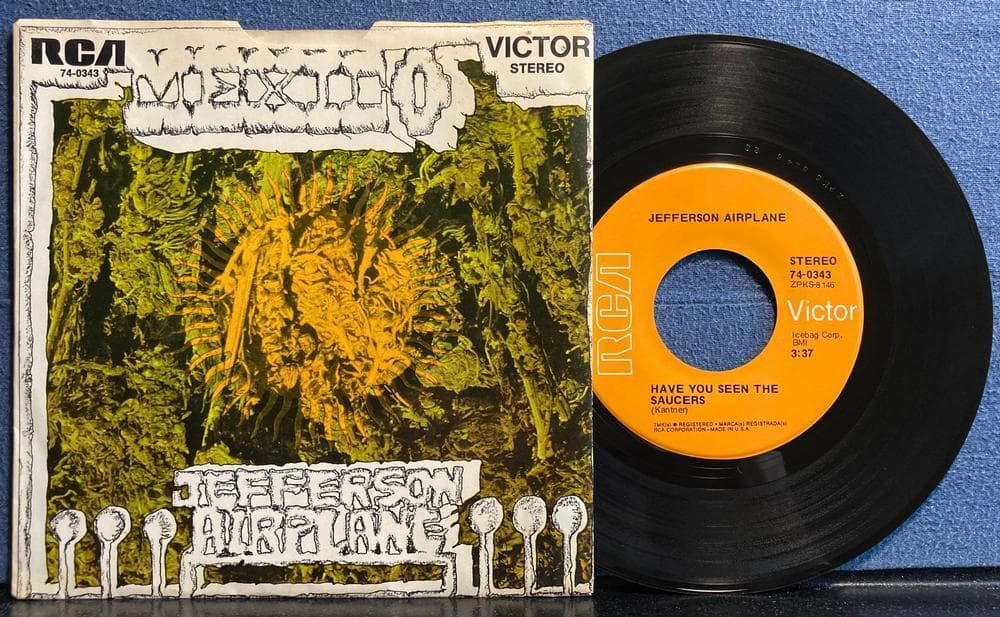 RCA
74-0343
VICTOR
STEREO
MEXICO
JEFFERSON
AIRPLANE
JEFFERSON AIRPLANE
STEREO
74-0343
ZPKS-8146
RCA
Victor
Icebag Corp.
BMI
3:37
HAVE YOU SEEN THE
SAUCERS
(Kantner)
TMK(s) ® REGISTERED • MARCA(s) REGISTRADA(s)
RCA CORPORATION—MADE IN U.S.A.